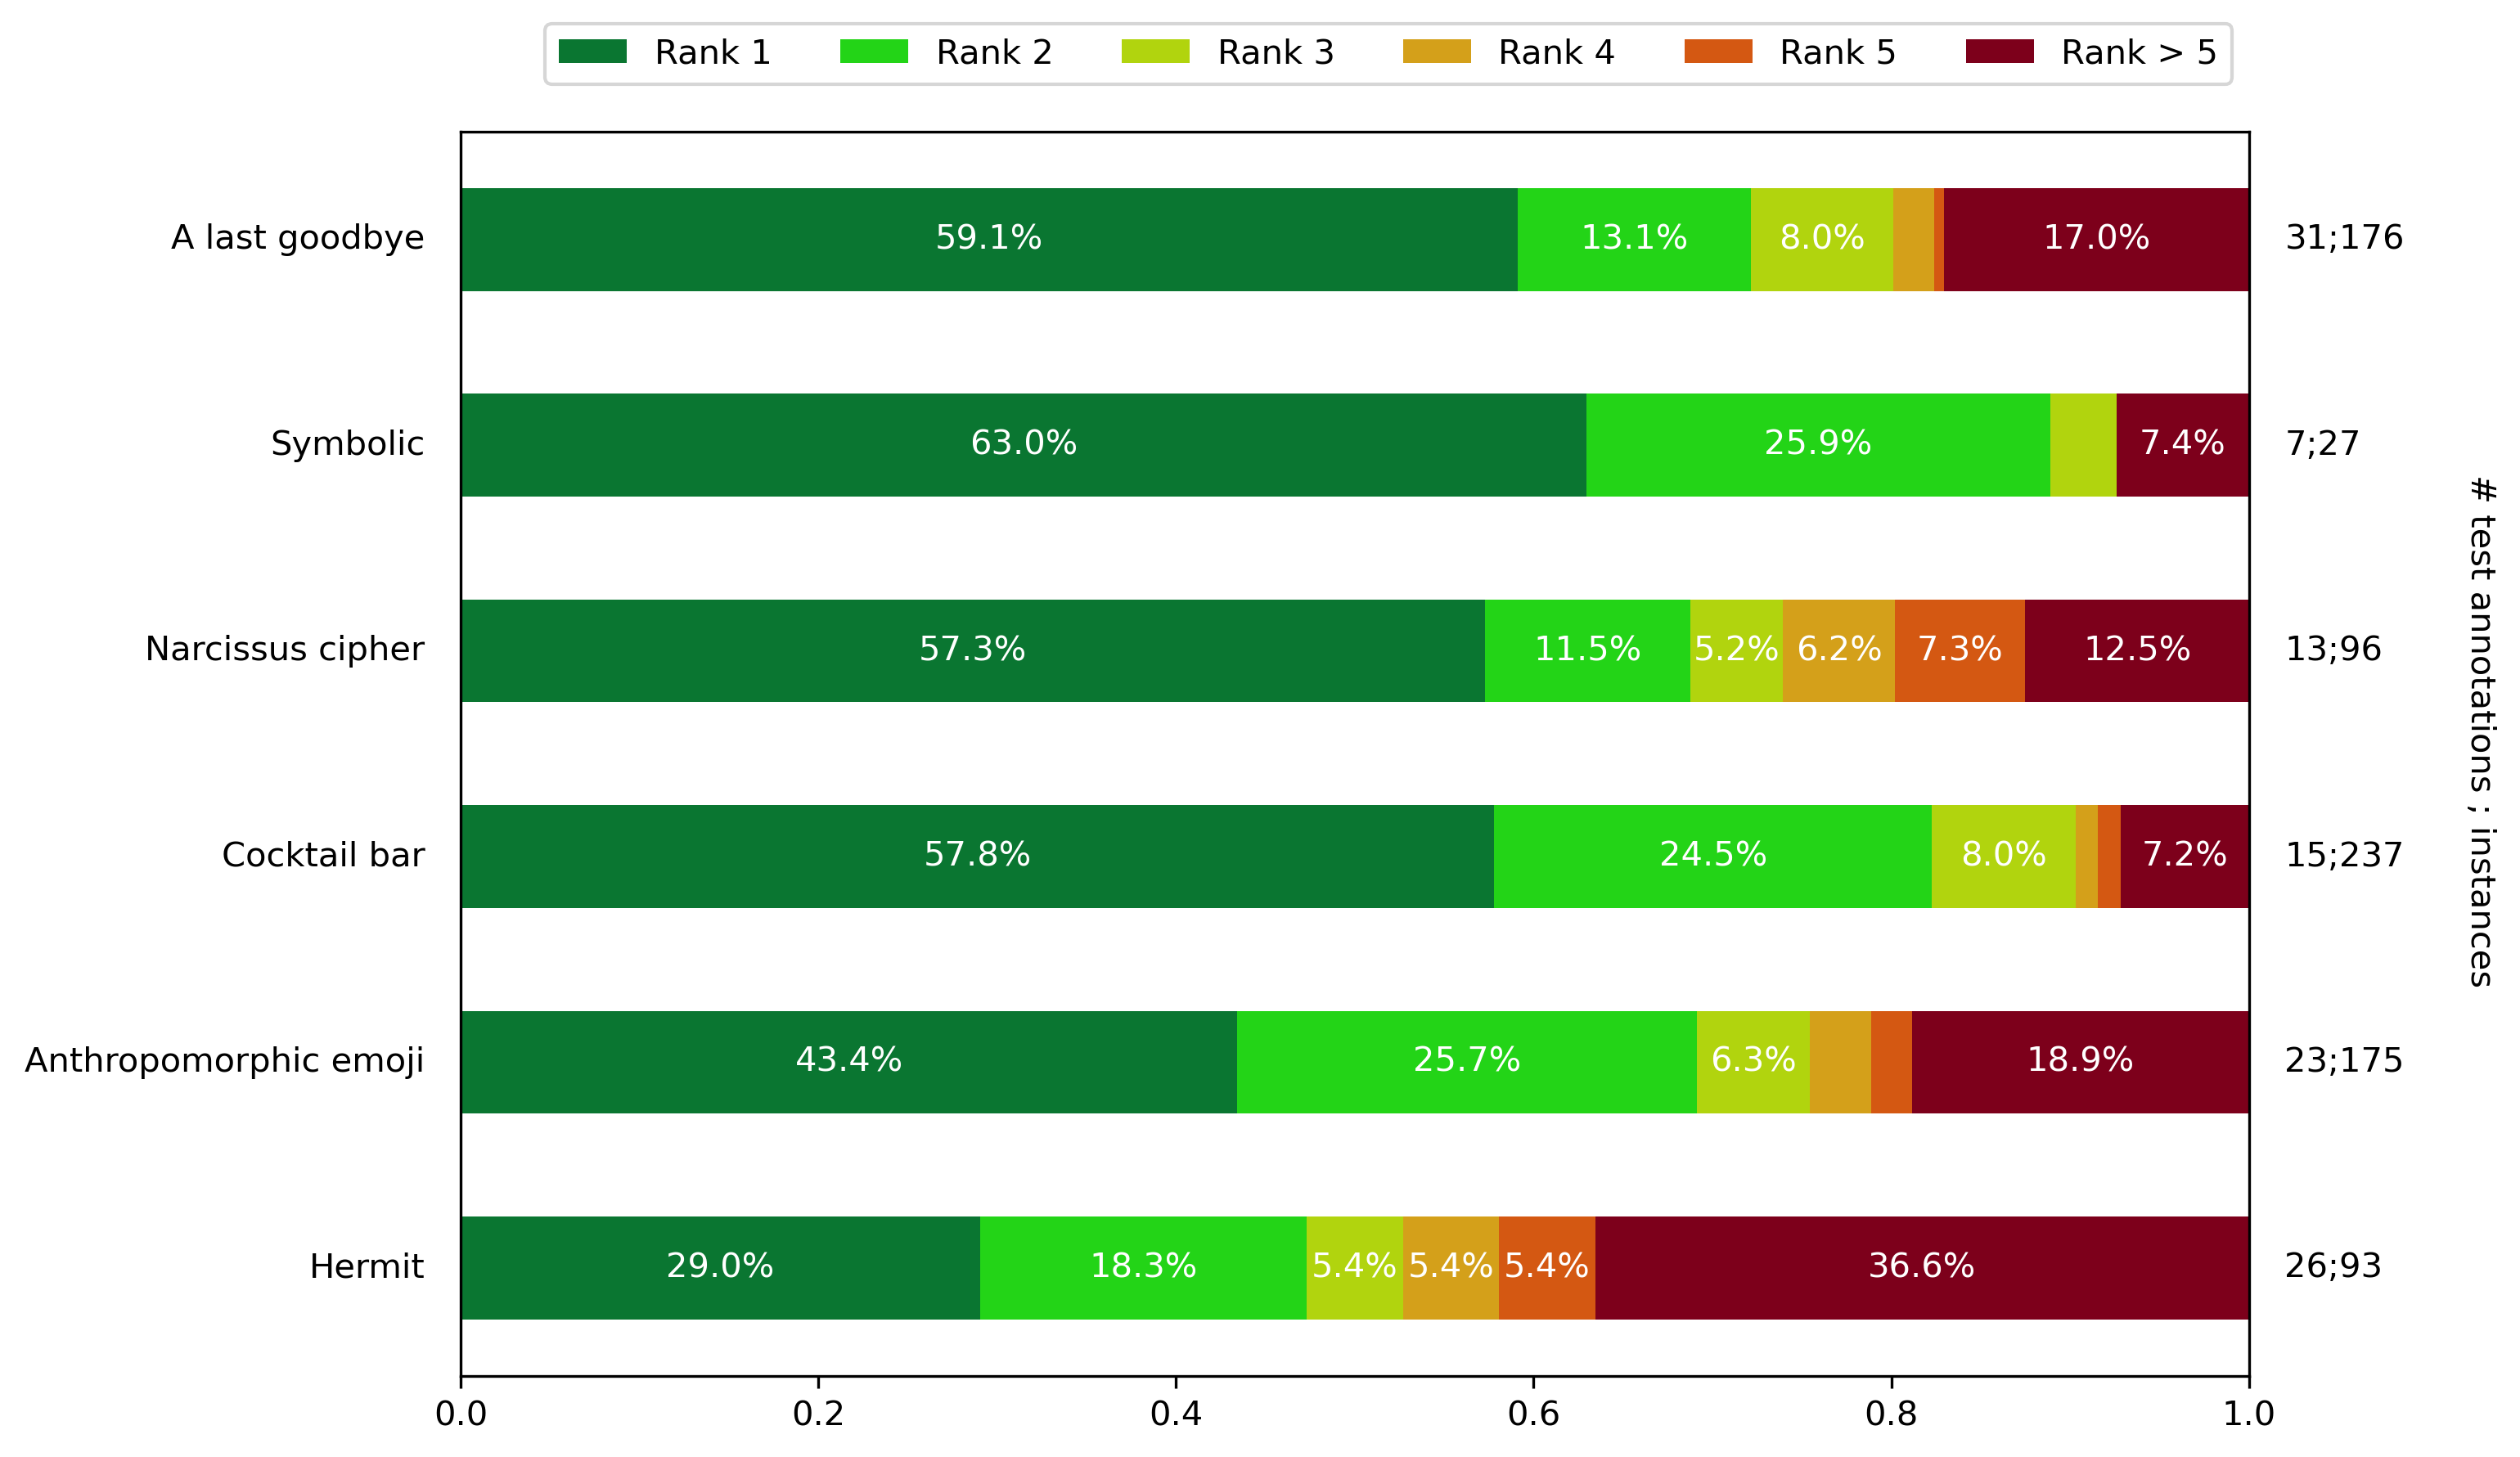 Rank 1 Rank 2 Rank 3 Rank 4 Rank 5 Rank > 5
A last goodbye 59.1% 13.1% 8.0% 17.0% 31;176
Symbolic 63.0% 25.9% 7.4% 7;27
Narcissus cipher 57.3% 11.5% 5.2% 6.2% 7.3% 12.5% 13;96
Cocktail bar 57.8% 24.5% 8.0% 7.2% 15;237
Anthropomorphic emoji 43.4% 25.7% 6.3% 18.9% 23;175
Hermit 29.0% 18.3% 5.4% 5.4% 5.4% 36.6% 26;93
0.0 0.2 0.4 0.6 0.8 1.0
# test annotations ; instances